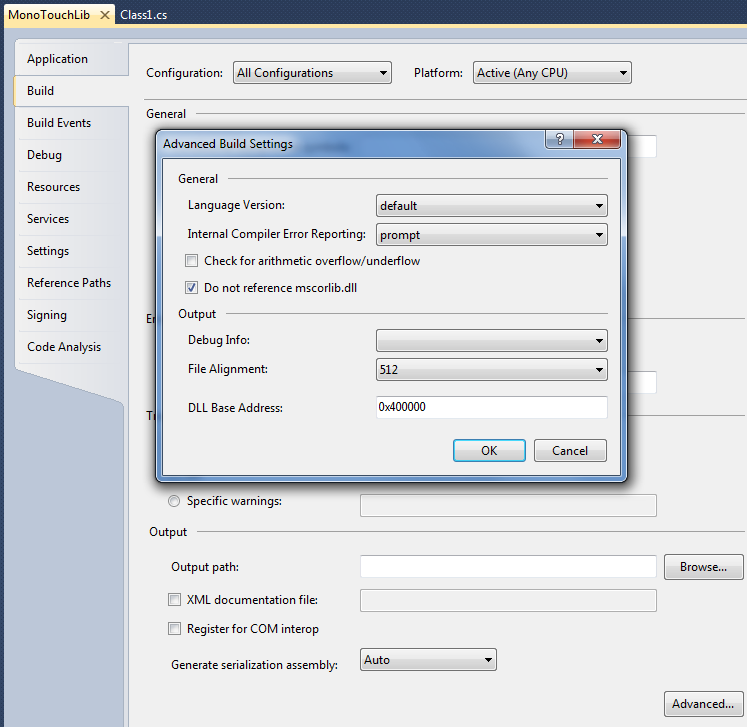 MonoTouchLib
Class1.cs
Application
Build
Build Events
Debug
Resources
Services
Settings
Reference Paths
Signing
Code Analysis
Configuration: All Configurations Platform: Active (Any CPU)
General
Advanced Build Settings ?
General
Language Version: default
Internal Compiler Error Reporting: prompt
Check for arithmetic overflow/underflow
Do not reference mscorlib.dll
Output
Debug Info:
File Alignment: 512
DLL Base Address: 0x400000
OK Cancel
Specific warnings:
Output
Output path: Browse...
XML documentation file:
Register for COM interop
Generate serialization assembly: Auto
Advanced...